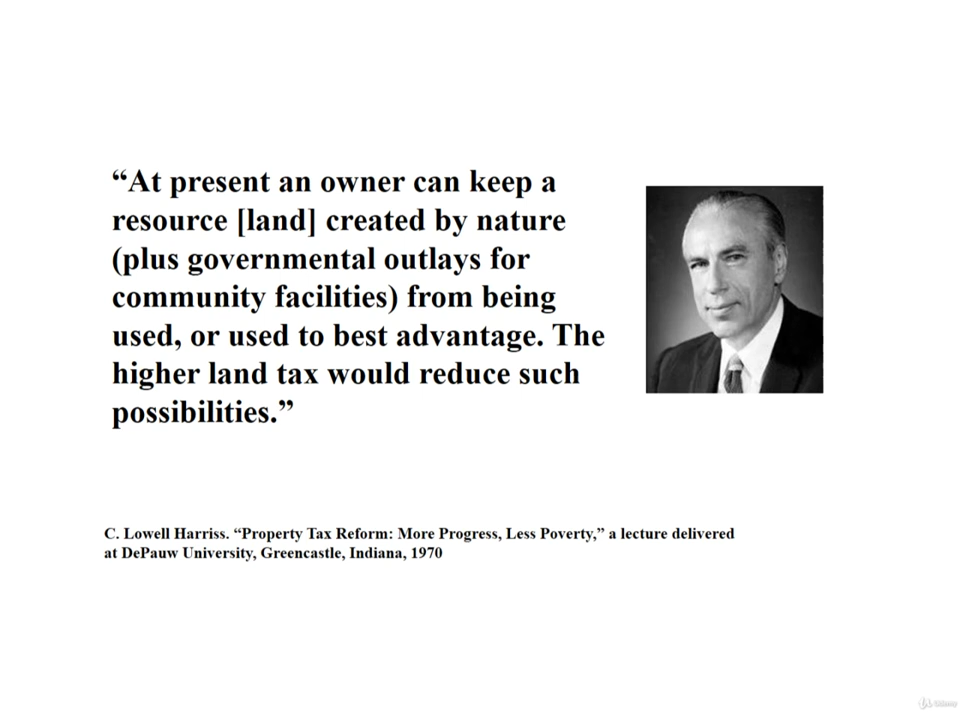 “At present an owner can keep a
resource [land] created by nature
(plus governmental outlays for
community facilities) from being
used, or used to best advantage. The
higher land tax would reduce such
possibilities.”
C. Lowell Harriss. “Property Tax Reform: More Progress, Less Poverty,” a lecture delivered
at DePauw University, Greencastle, Indiana, 1970